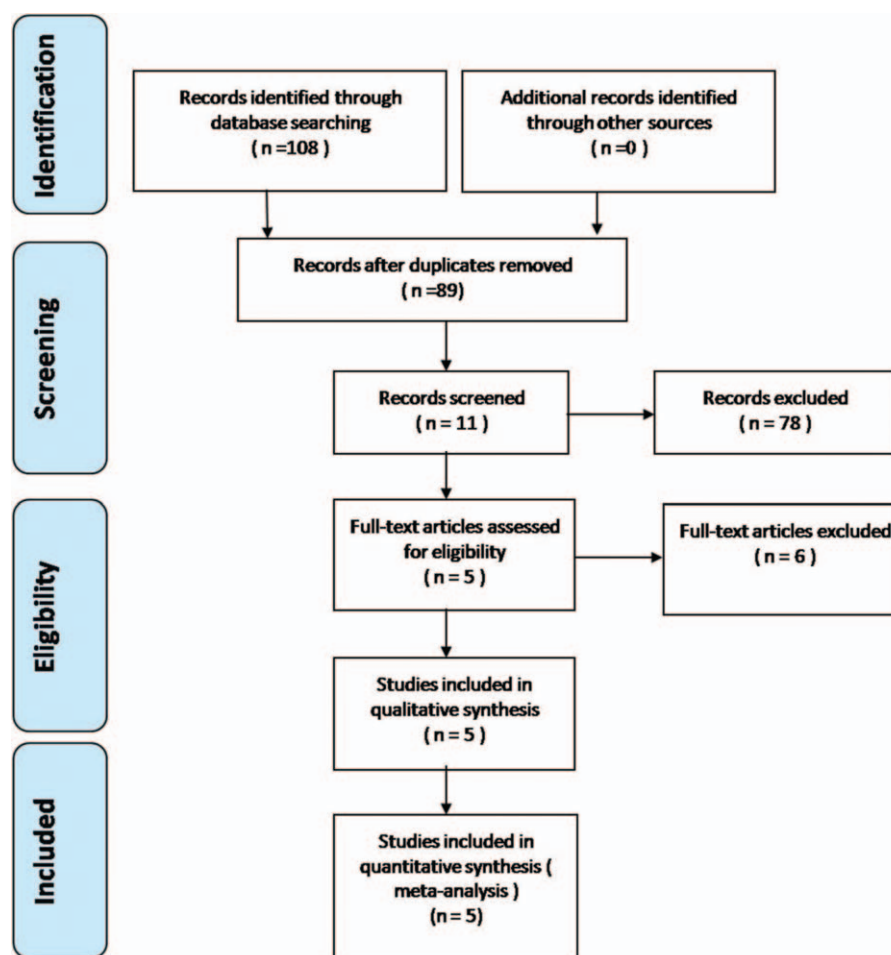 Identification
Records identified through
database searching
( n =108 )
Additional records identified
through other sources
( n =0 )
Screening
Records after duplicates removed
( n =89)
Records screened
( n = 11 )
Records excluded
( n = 78 )
Eligibility
Full-text articles assessed
for eligibility
( n = 5 )
Full-text articles excluded
( n = 6 )
Studies included in
qualitative synthesis
( n = 5 )
Included
Studies included in
quantitative synthesis (
meta-analysis )
(n = 5)